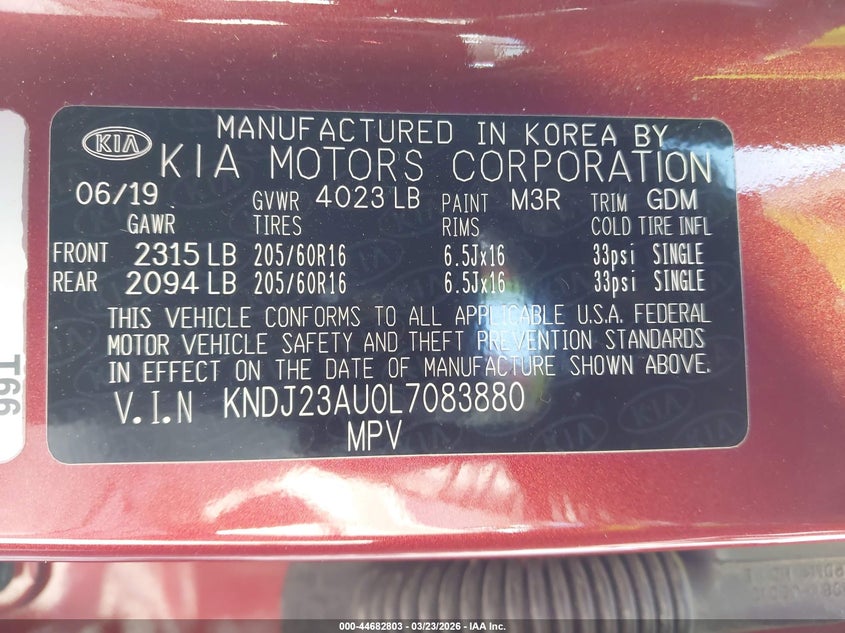 KIA
MANUFACTURED IN KOREA BY
KIA MOTORS CORPORATION
06/19 GVWR 4023 LB PAINT M3R TRIM GDM
GAWR TIRES RIMS COLD TIRE INFL
FRONT 2315 LB 205/60R16 6.5Jx16 33psi SINGLE
REAR 2094 LB 205/60R16 6.5Jx16 33psi SINGLE
THIS VEHICLE CONFORMS TO ALL APPLICABLE U.S.A. FEDERAL
MOTOR VEHICLE SAFETY AND THEFT PREVENTION STANDARDS
IN EFFECT ON THE DATE OF MANUFACTURE SHOWN ABOVE.
V.I.N KNDJ23AU0L7083880
MPV
000-44682803 | 03/23/2026 | IAA Inc.